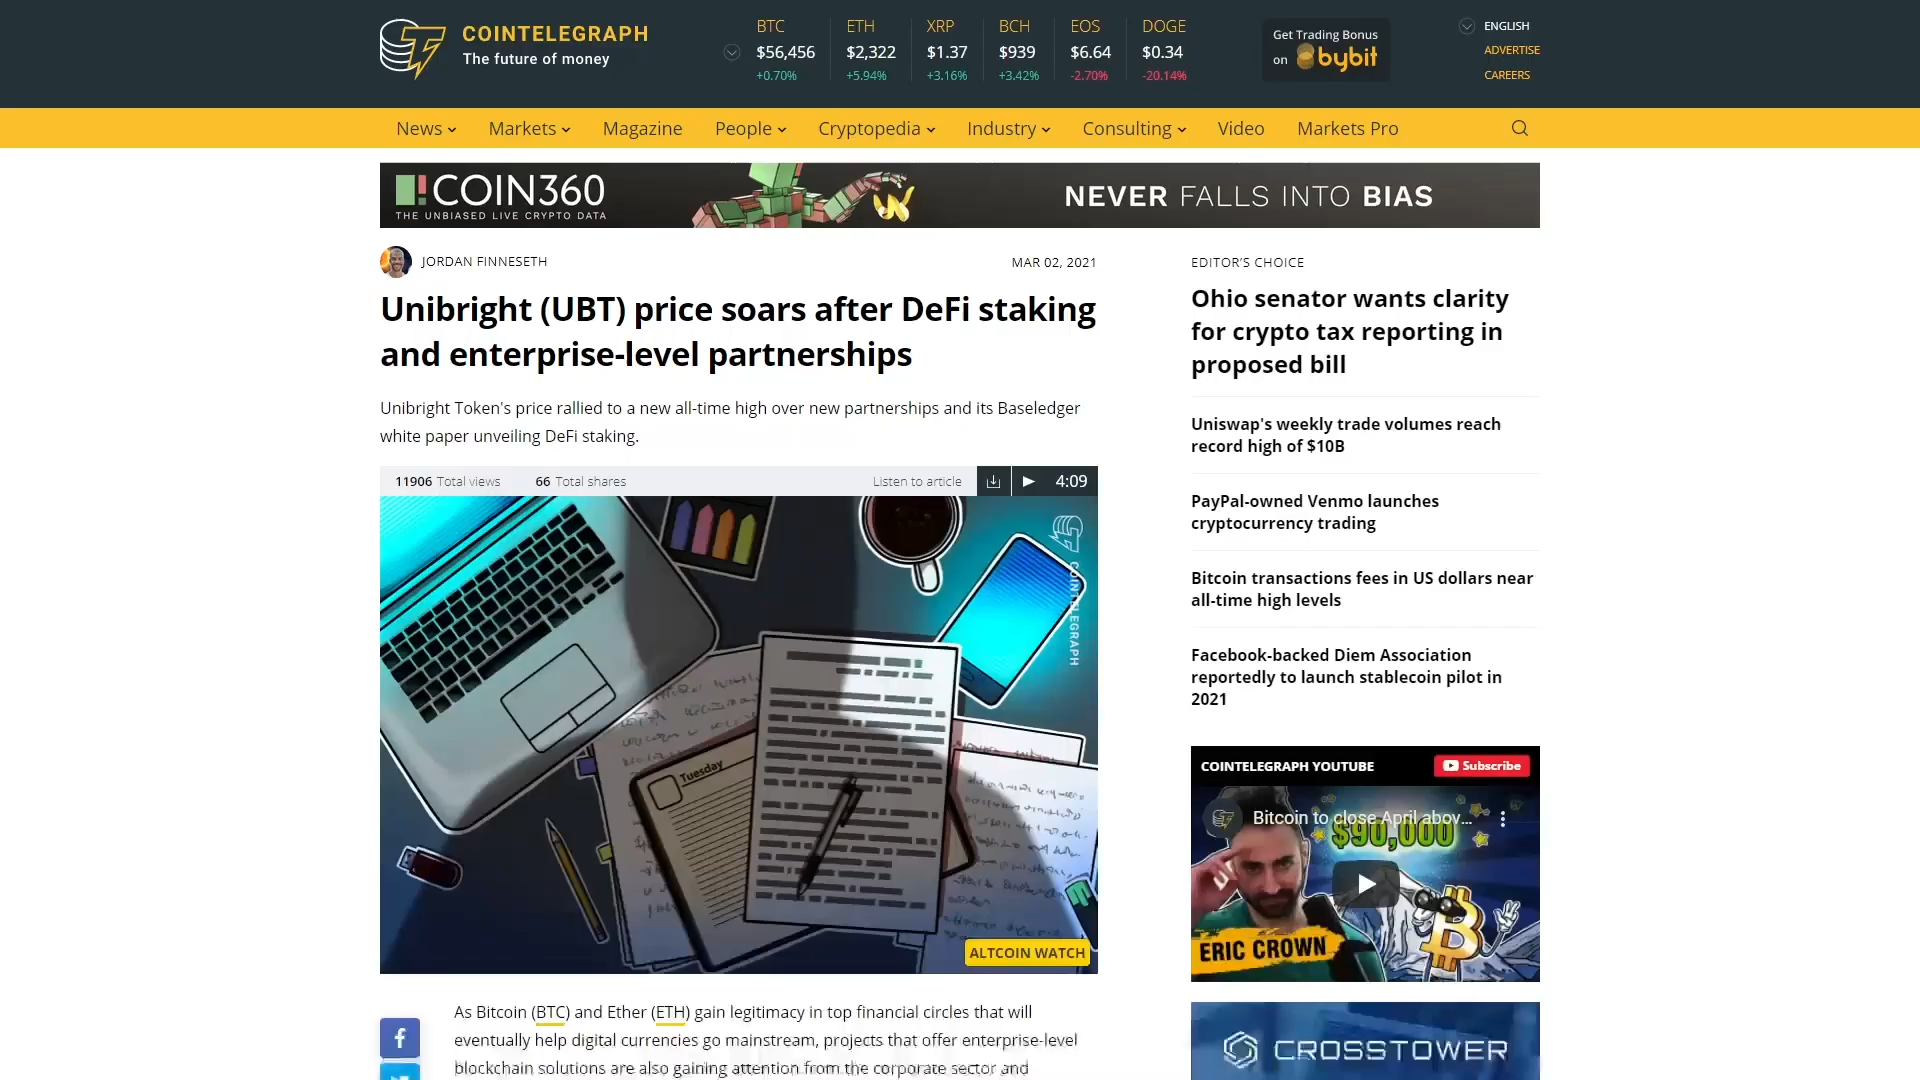 COINTELEGRAPH
The future of money
BTC ETH XRP BCH EOS DOGE
$56,456 $2,322 $1.37 $939 $6.64 $0.34
+0.70% +5.94% +3.16% +3.42% -2.70% -20.14%
Get Trading Bonus
on bybit
ENGLISH
ADVERTISE
CAREERS
News Markets Magazine People Cryptopedia Industry Consulting Video Markets Pro
COIN360
THE UNBIASED LIVE CRYPTO DATA
NEVER FALLS INTO BIAS
JORDAN FINNESETH
MAR 02, 2021
Unibright (UBT) price soars after DeFi staking
and enterprise-level partnerships
Unibright Token's price rallied to a new all-time high over new partnerships and its Baseledger
white paper unveiling DeFi staking.
11906 Total views 66 Total shares Listen to article 4:09
COINTELEGRAPH
Tuesday
ALTCOIN WATCH
As Bitcoin (BTC) and Ether (ETH) gain legitimacy in top financial circles that will
eventually help digital currencies go mainstream, projects that offer enterprise-level
blockchain solutions are also gaining attention from the corporate sector and
EDITOR'S CHOICE
Ohio senator wants clarity
for crypto tax reporting in
proposed bill
Uniswap's weekly trade volumes reach
record high of $10B
PayPal-owned Venmo launches
cryptocurrency trading
Bitcoin transactions fees in US dollars near
all-time high levels
Facebook-backed Diem Association
reportedly to launch stablecoin pilot in
2021
COINTELEGRAPH YOUTUBE
Subscribe
Bitcoin to close April abov...
$90,000
ERIC CROWN
CROSSTOWER